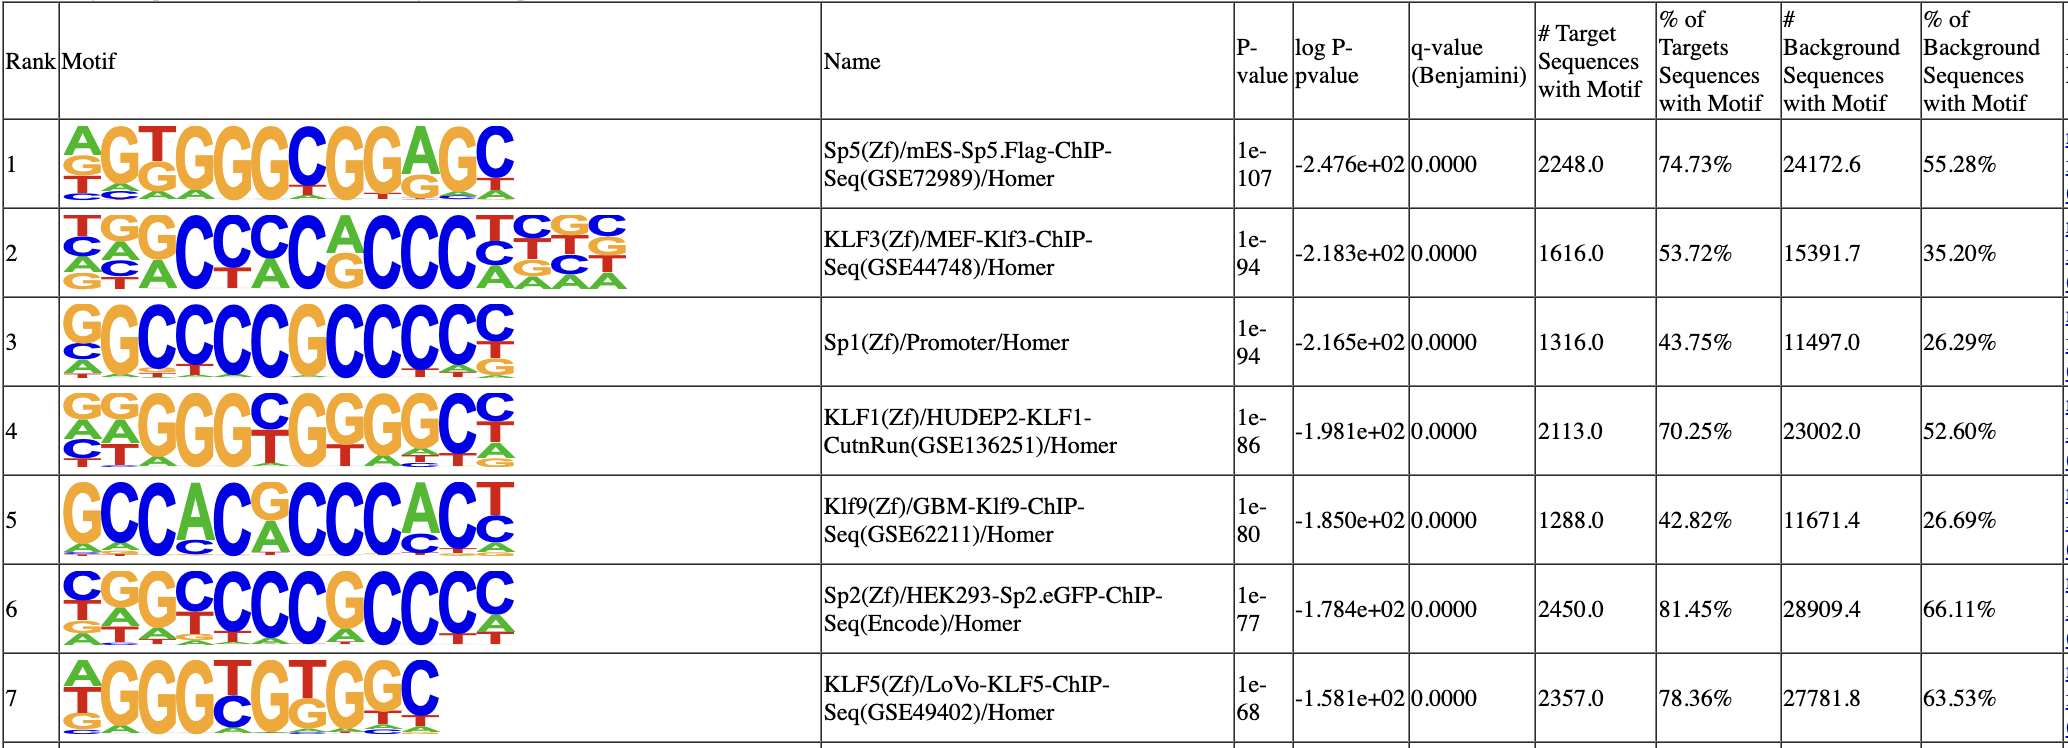 Rank Motif Name P-value log P-pvalue q-value (Benjamini) # Target Sequences with Motif % of Targets Sequences with Motif # Background Sequences with Motif % of Background Sequences with Motif
1 Sp5(Zf)/mES-Sp5.Flag-ChIP-Seq(GSE72989)/Homer 1e-107 -2.476e+02 0.0000 2248.0 74.73% 24172.6 55.28%
2 KLF3(Zf)/MEF-Klf3-ChIP-Seq(GSE44748)/Homer 1e-94 -2.183e+02 0.0000 1616.0 53.72% 15391.7 35.20%
3 Sp1(Zf)/Promoter/Homer 1e-94 -2.165e+02 0.0000 1316.0 43.75% 11497.0 26.29%
4 KLF1(Zf)/HUDEP2-KLF1-CutnRun(GSE136251)/Homer 1e-86 -1.981e+02 0.0000 2113.0 70.25% 23002.0 52.60%
5 Klf9(Zf)/GBM-Klf9-ChIP-Seq(GSE62211)/Homer 1e-80 -1.850e+02 0.0000 1288.0 42.82% 11671.4 26.69%
6 Sp2(Zf)/HEK293-Sp2.eGFP-ChIP-Seq(Encode)/Homer 1e-77 -1.784e+02 0.0000 2450.0 81.45% 28909.4 66.11%
7 KLF5(Zf)/LoVo-KLF5-ChIP-Seq(GSE49402)/Homer 1e-68 -1.581e+02 0.0000 2357.0 78.36% 27781.8 63.53%